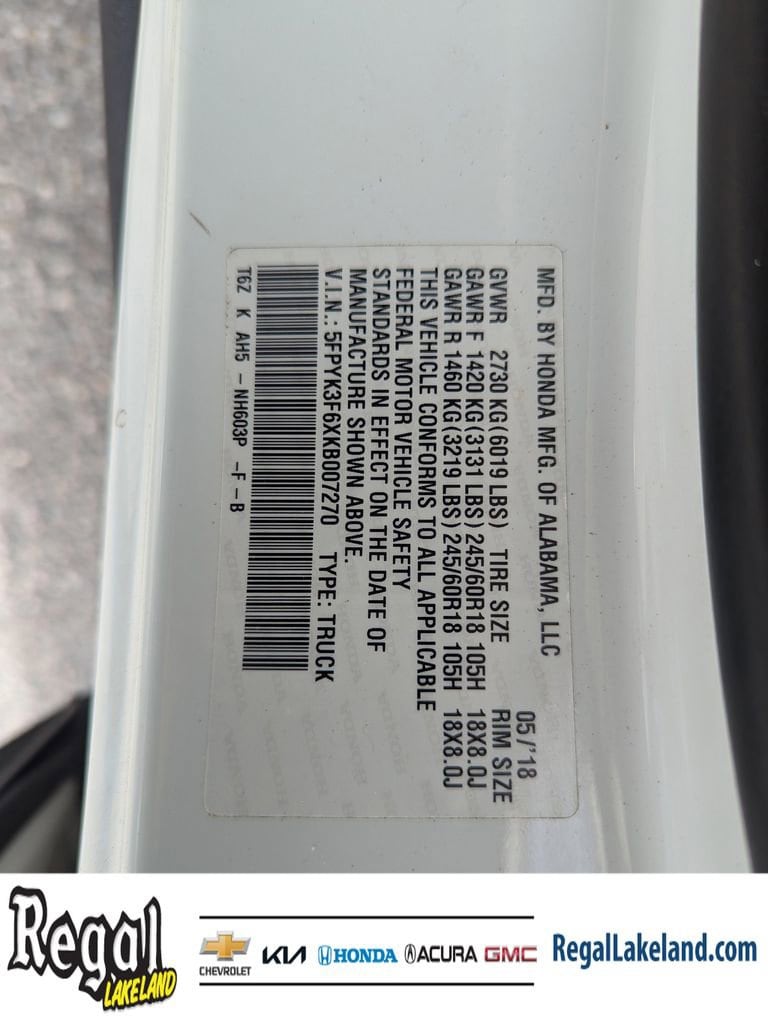 MFD. BY HONDA MFG. OF ALABAMA, LLC
05/'18
GVWR 2730 KG(6019 LBS) TIRE SIZE RIM SIZE
GAWR F 1420 KG(3131 LBS) 245/60R18 105H 18X8.0J
GAWR R 1460 KG(3219 LBS) 245/60R18 105H 18X8.0J
THIS VEHICLE CONFORMS TO ALL APPLICABLE
FEDERAL MOTOR VEHICLE SAFETY
STANDARDS IN EFFECT ON THE DATE OF
MANUFACTURE SHOWN ABOVE.
V.I.N.: 5FPYK3F6XKB007270 TYPE: TRUCK
T6Z K AH5 - NH603P -F-B
Regal
LAKELAND
CHEVROLET KIA HONDA ACURA GMC
RegalLakeland.com